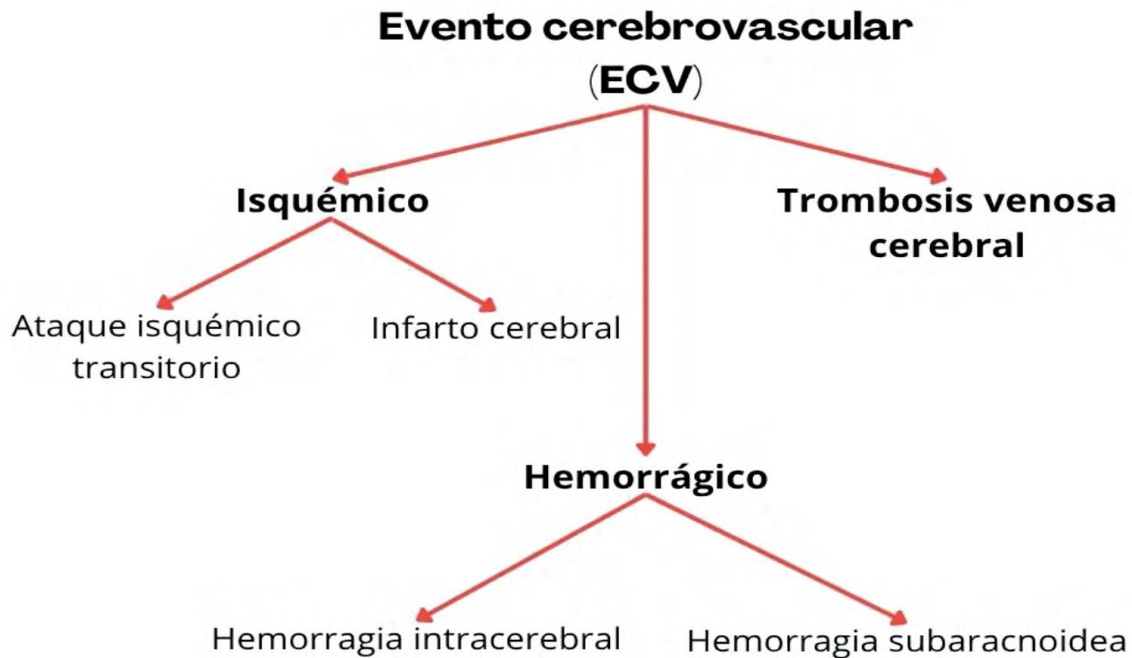 Evento cerebrovascular
(ECV)
Isquémico
Trombosis venosa
cerebral
Ataque isquémico
transitorio
Infarto cerebral
Hemorrágico
Hemorragia intracerebral
Hemorragia subaracnoidea